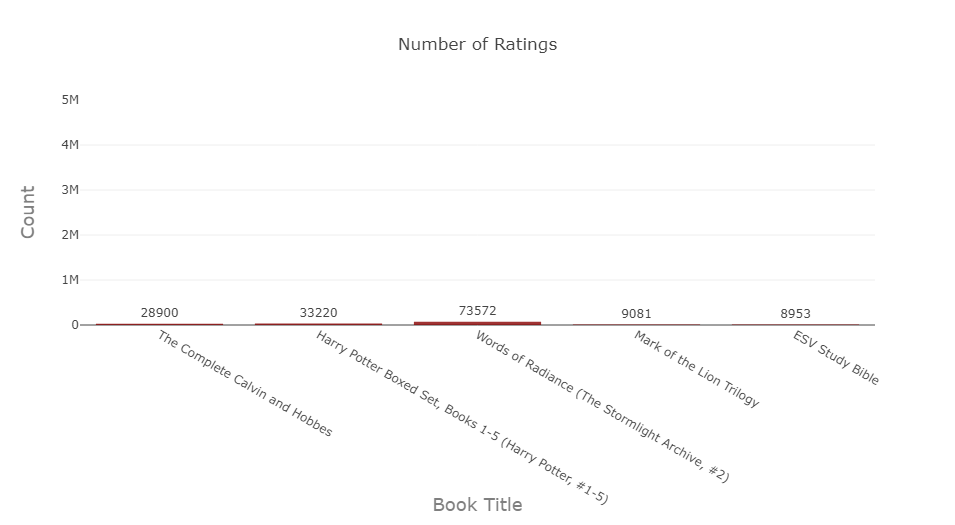 Number of Ratings
5M
4M
3M
2M
1M
0
Count
28900
33220
73572
9081
8953
The Complete Calvin and Hobbes
Harry Potter Boxed Set, Books 1-5 (Harry Potter, #1-5)
Words of Radiance (The Stormlight Archive, #2)
Mark of the Lion Trilogy
ESV Study Bible
Book Title